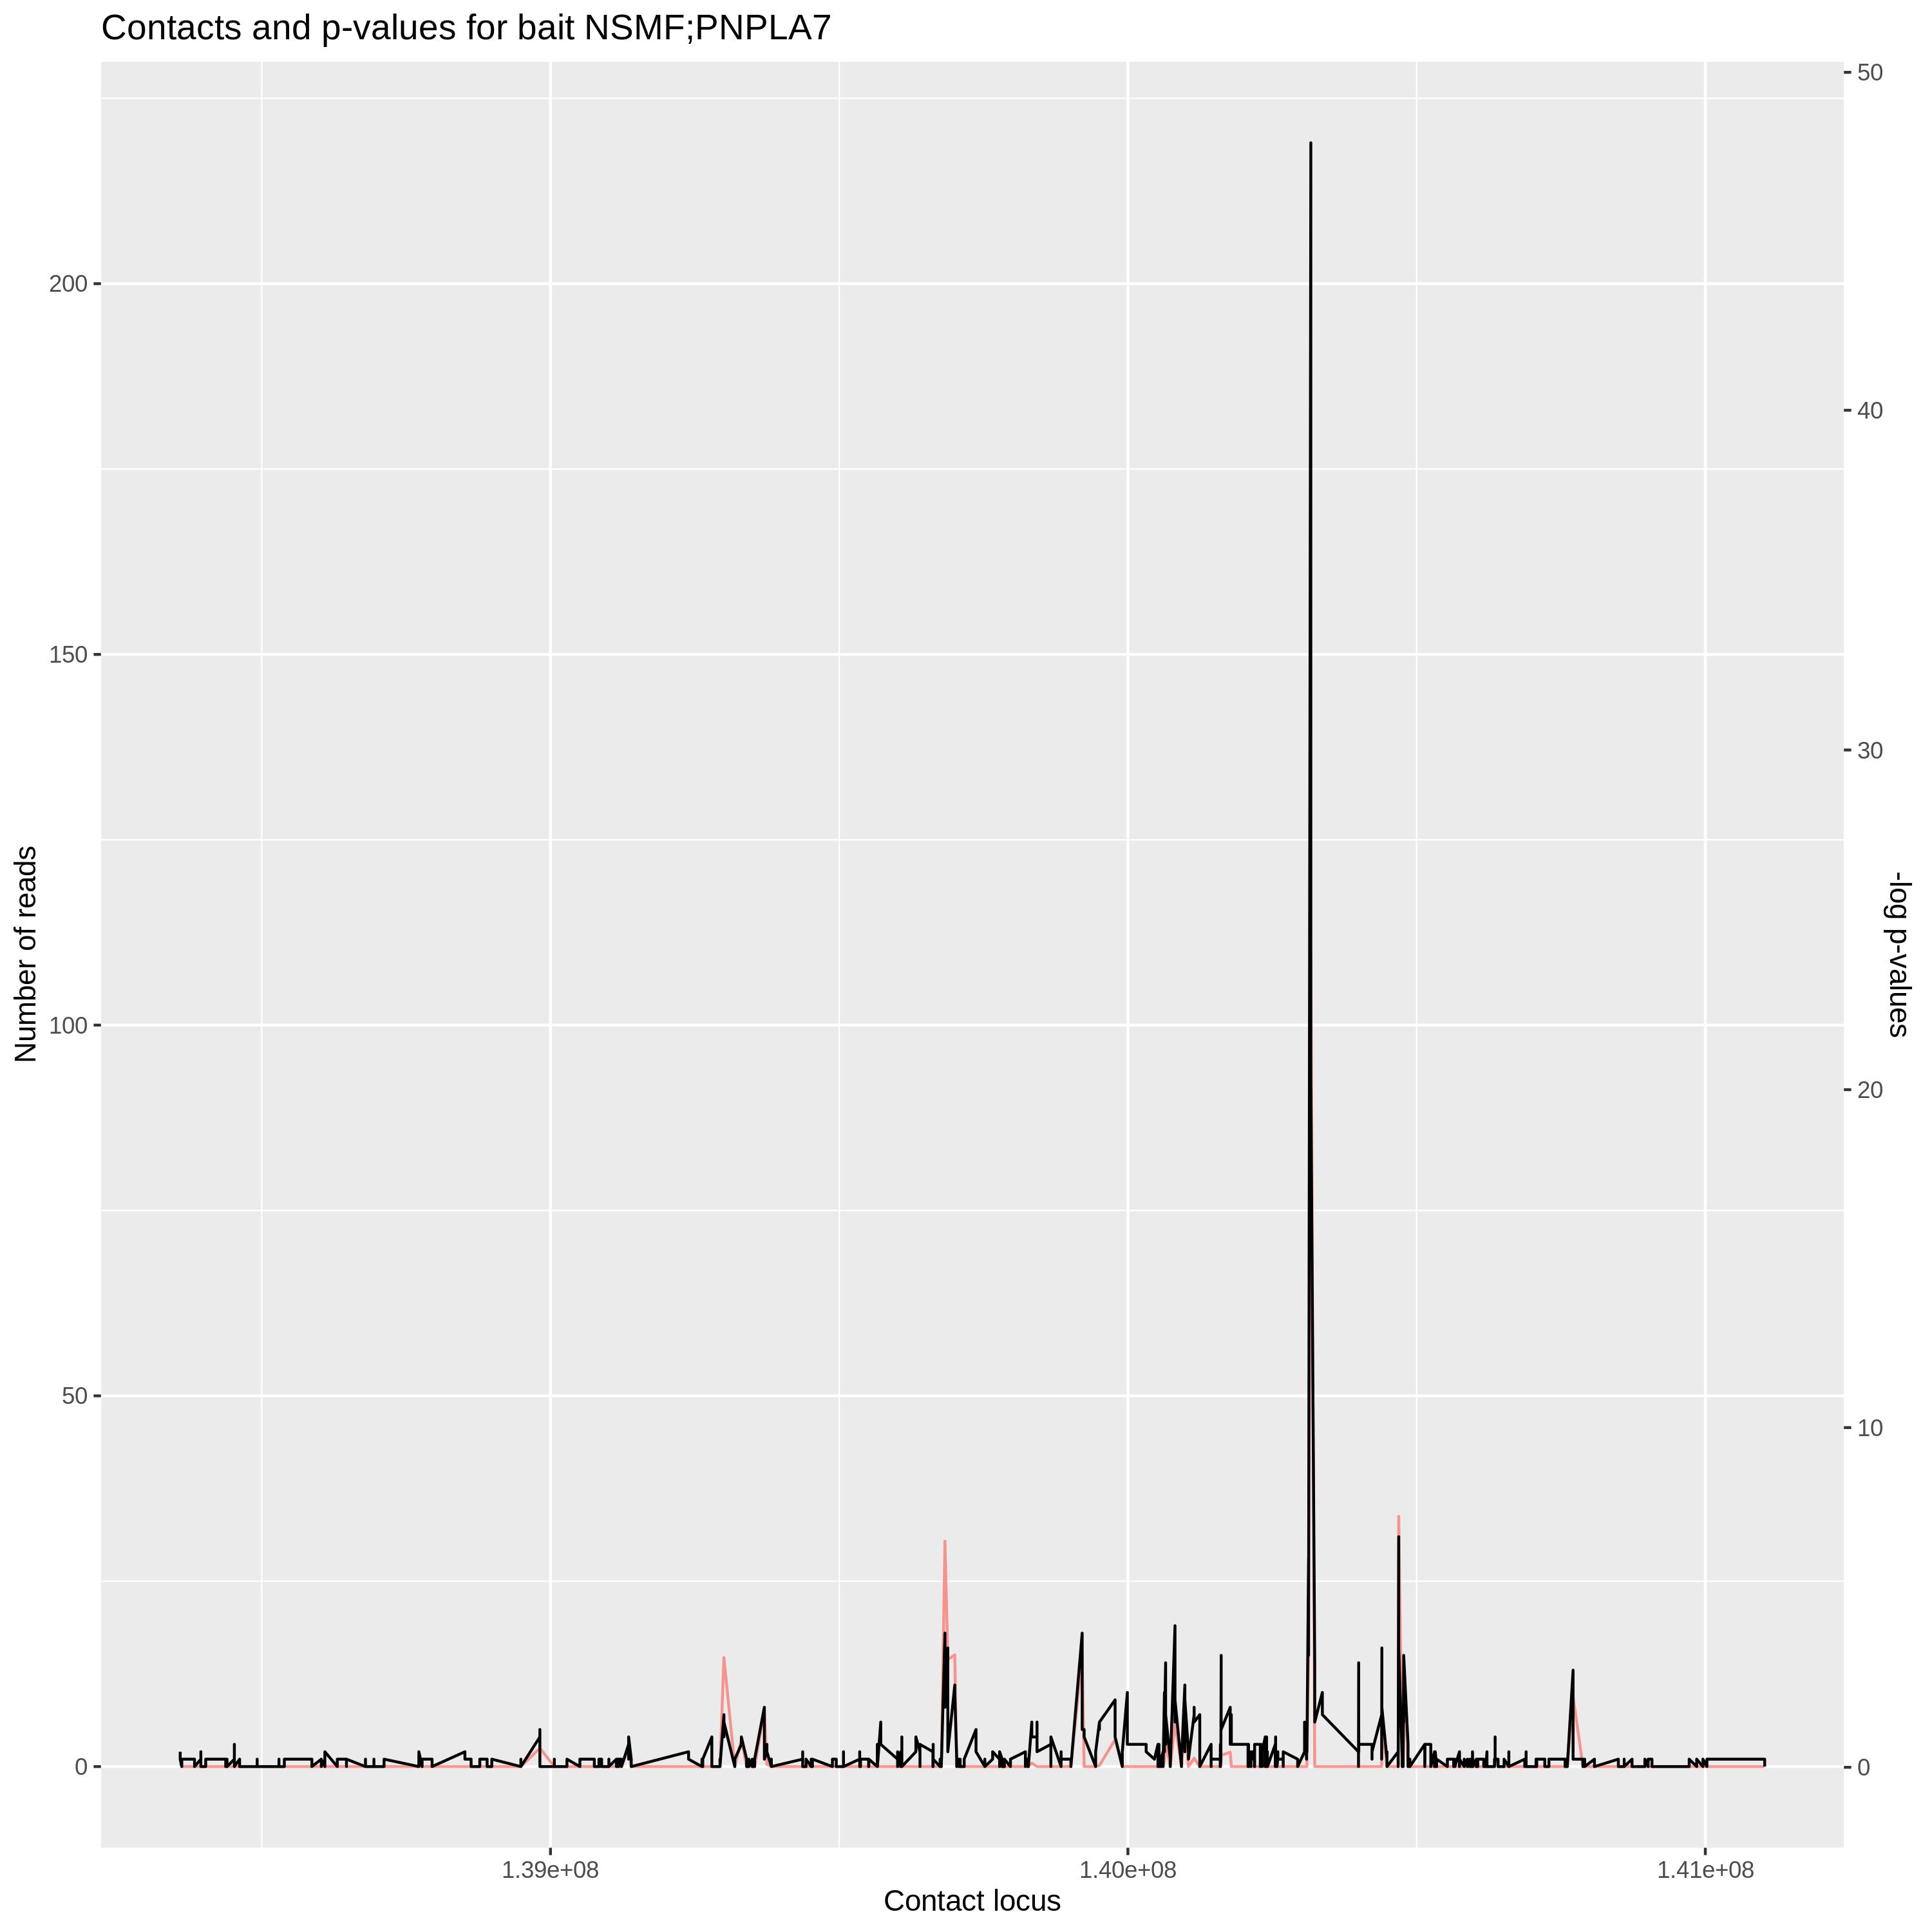 Contacts and p-values for bait NSMF;PNPLA7
Number of reads
200
150
100
50
0
50
40
30
20
10
0
-log p-values
1.39e+08
1.40e+08
1.41e+08
Contact locus